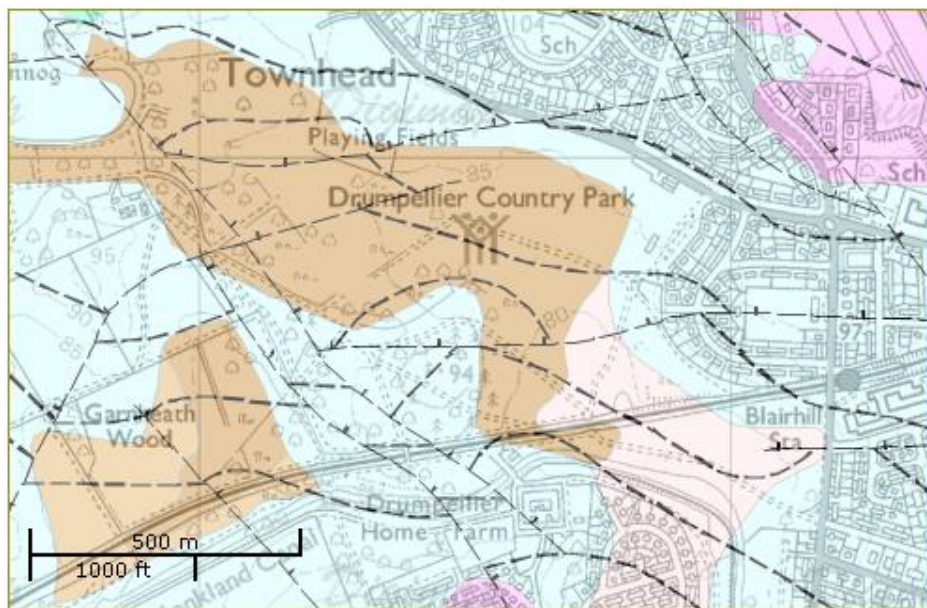 104
Sch
nnog
Townhead
Playing Fields
85
Sch
Drumpellier Country Park
95
90
80
85
97
94
Garnheath
Wood
Blairhill
Sta
Drumpellier
Home Farm
500 m
1000 ft
nkland Canal